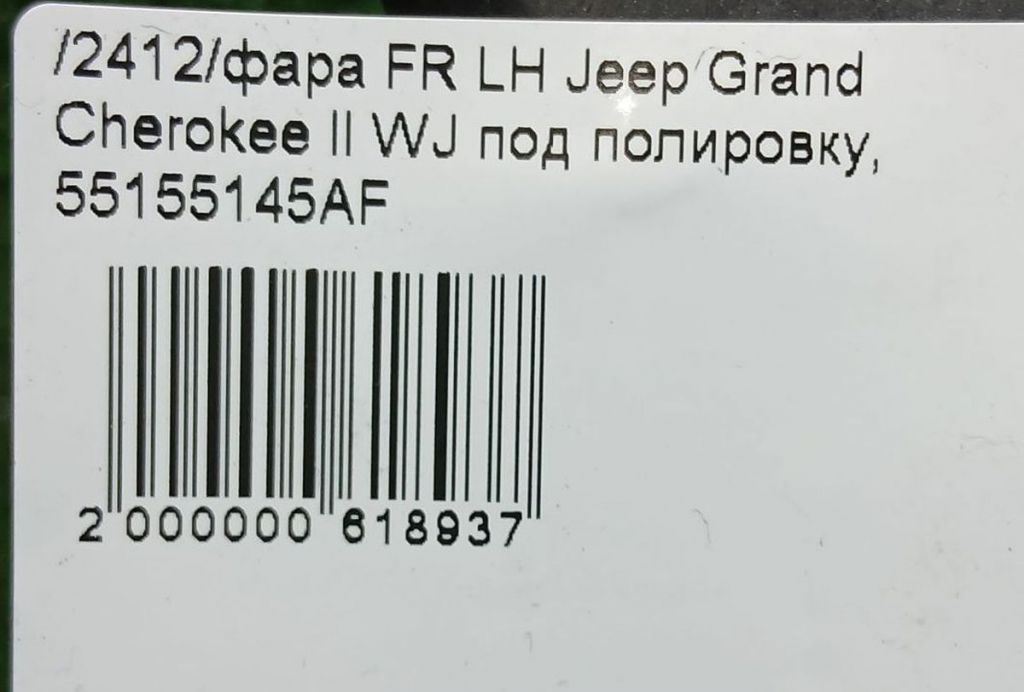 /2412/фара FR LH Jeep Grand
Cherokee II WJ под полировку,
55155145AF
2 000000 618937